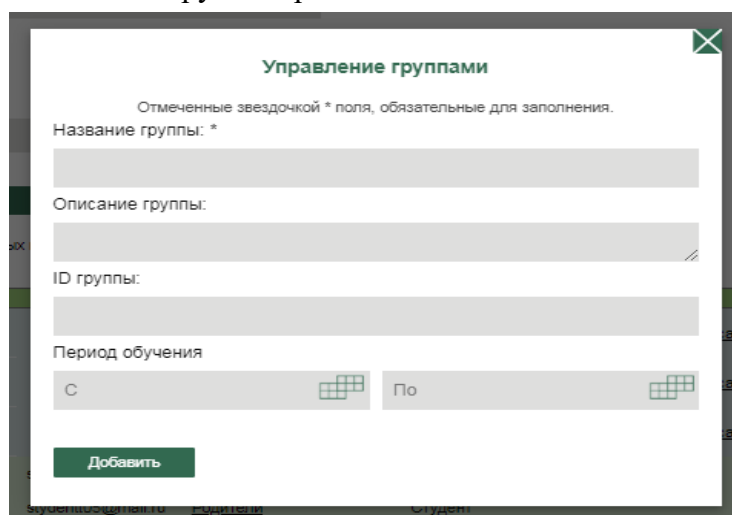 Управление группами
Отмеченные звездочкой * поля, обязательные для заполнения.
Название группы: *
Описание группы:
ID группы:
Период обучения
С По
Добавить
Родители Студент